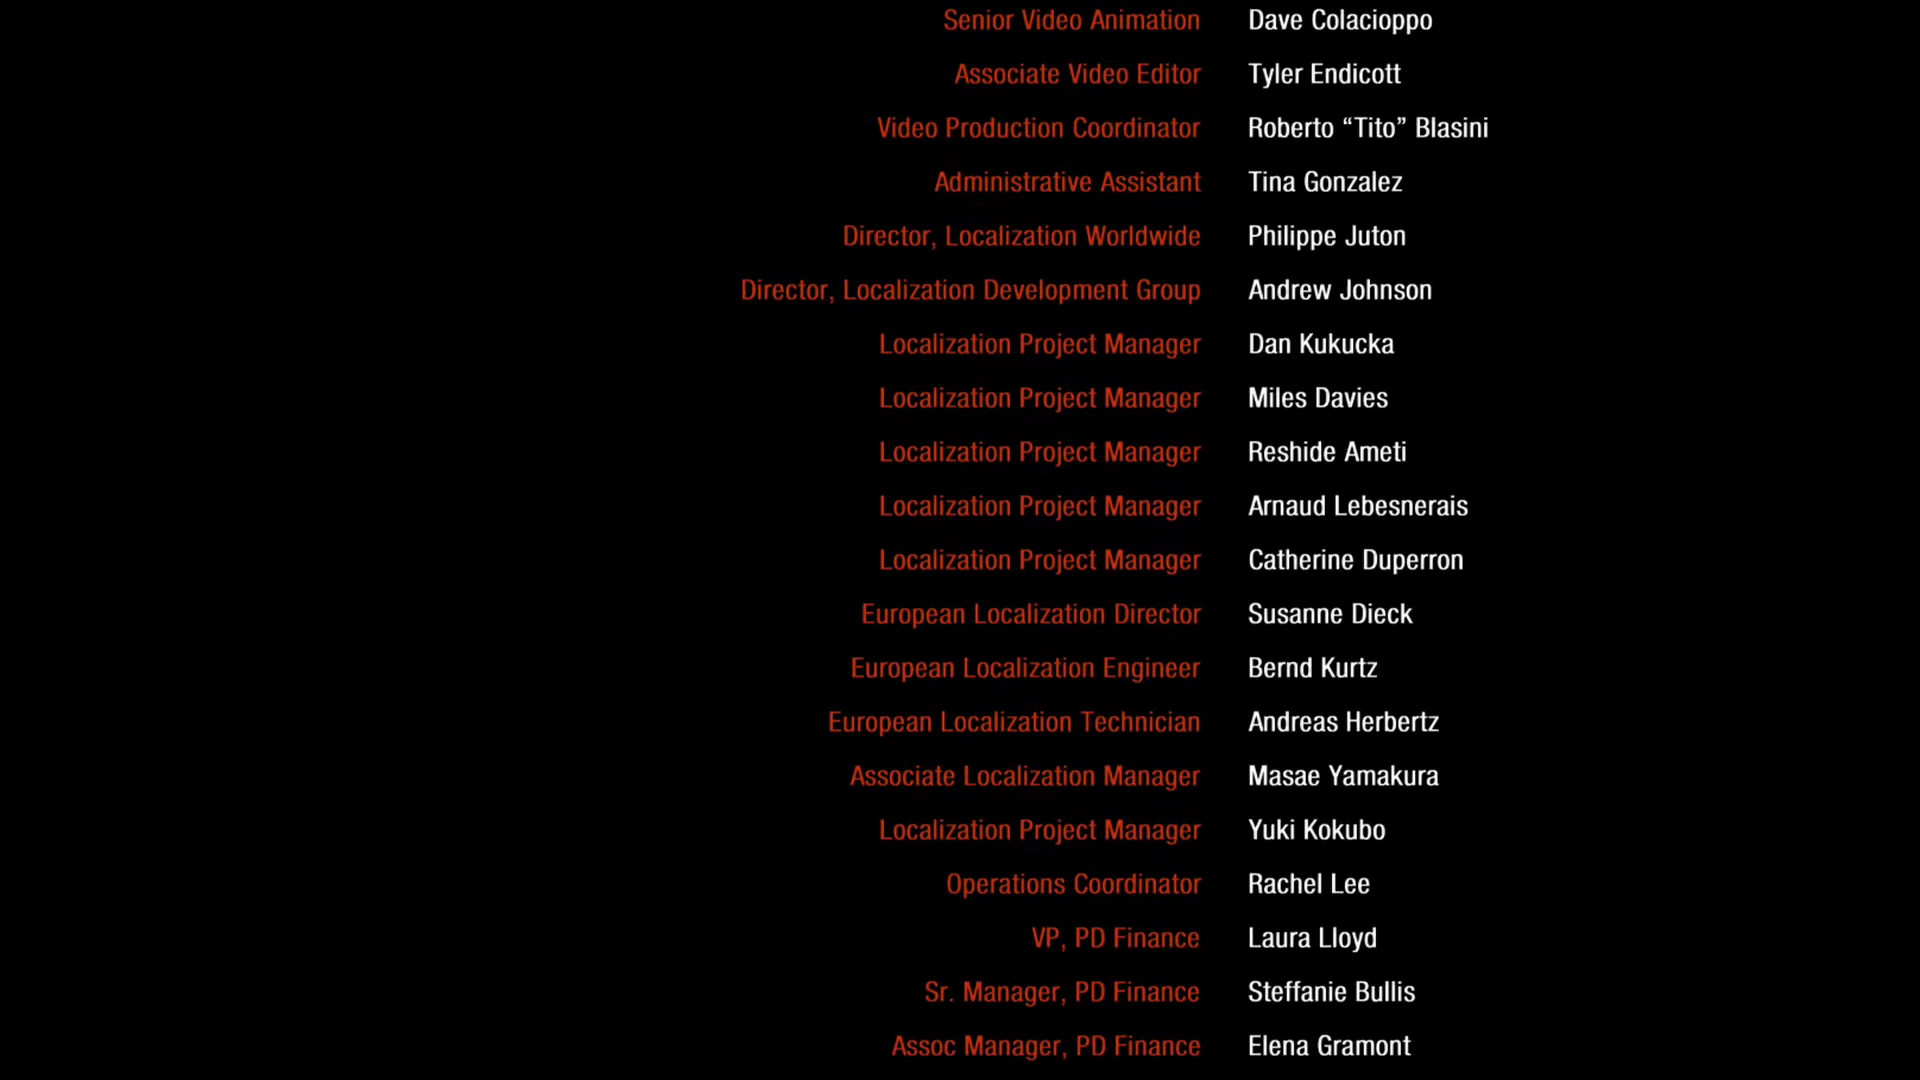 Senior Video Animation Dave Colacioppo
Associate Video Editor Tyler Endicott
Video Production Coordinator Roberto “Tito” Blasini
Administrative Assistant Tina Gonzalez
Director, Localization Worldwide Philippe Juton
Director, Localization Development Group Andrew Johnson
Localization Project Manager Dan Kukucka
Localization Project Manager Miles Davies
Localization Project Manager Reshide Ameti
Localization Project Manager Arnaud Lebesnerais
Localization Project Manager Catherine Duperron
European Localization Director Susanne Dieck
European Localization Engineer Bernd Kurtz
European Localization Technician Andreas Herbertz
Associate Localization Manager Masae Yamakura
Localization Project Manager Yuki Kokubo
Operations Coordinator Rachel Lee
VP, PD Finance Laura Lloyd
Sr. Manager, PD Finance Steffanie Bullis
Assoc Manager, PD Finance Elena Gramont